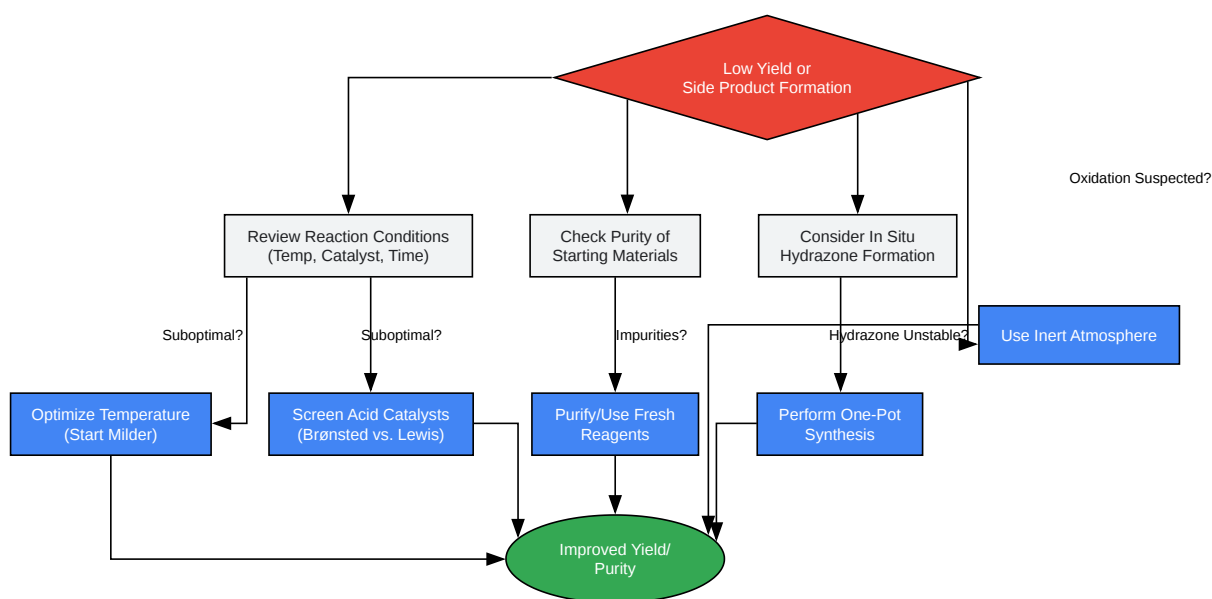 Low Yield or
Side Product Formation
Oxidation Suspected?
Review Reaction Conditions
(Temp, Catalyst, Time)
Check Purity of
Starting Materials
Consider In Situ
Hydrazone Formation
Suboptimal?
Suboptimal?
Impurities?
Hydrazone Unstable?
Use Inert Atmosphere
Optimize Temperature
(Start Milder)
Screen Acid Catalysts
(Brønsted vs. Lewis)
Purify/Use Fresh
Reagents
Perform One-Pot
Synthesis
Improved Yield/
Purity